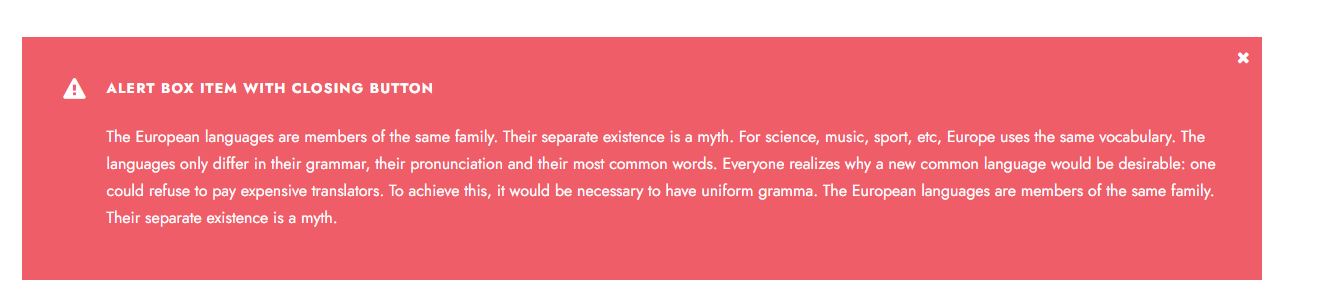 ALERT BOX ITEM WITH CLOSING BUTTON
The European languages are members of the same family. Their separate existence is a myth. For science, music, sport, etc, Europe uses the same vocabulary. The
languages only differ in their grammar, their pronunciation and their most common words. Everyone realizes why a new common language would be desirable: one
could refuse to pay expensive translators. To achieve this, it would be necessary to have uniform gramma. The European languages are members of the same family.
Their separate existence is a myth.